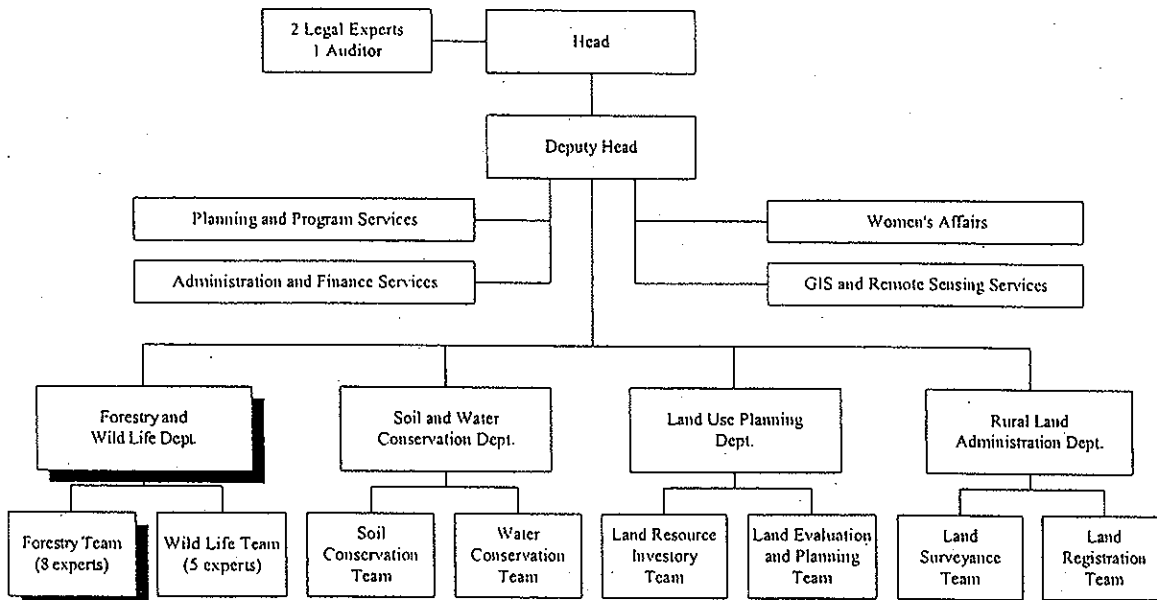 2 Legal Experts
1 Auditor
Head
Deputy Head
Planning and Program Services
Women's Affairs
Administration and Finance Services
GIS and Remote Sensing Services
Forestry and
Wild Life Dept.
Soil and Water
Conservation Dept.
Land Use Planning
Dept.
Rural Land
Administration Dept.
Forestry Team
(8 experts)
Wild Life Team
(5 experts)
Soil
Conservation
Team
Water
Conservation
Team
Land Resource
Investory
Team
Land Evaluation
and Planning
Team
Land
Surveyance
Team
Land
Registration
Team